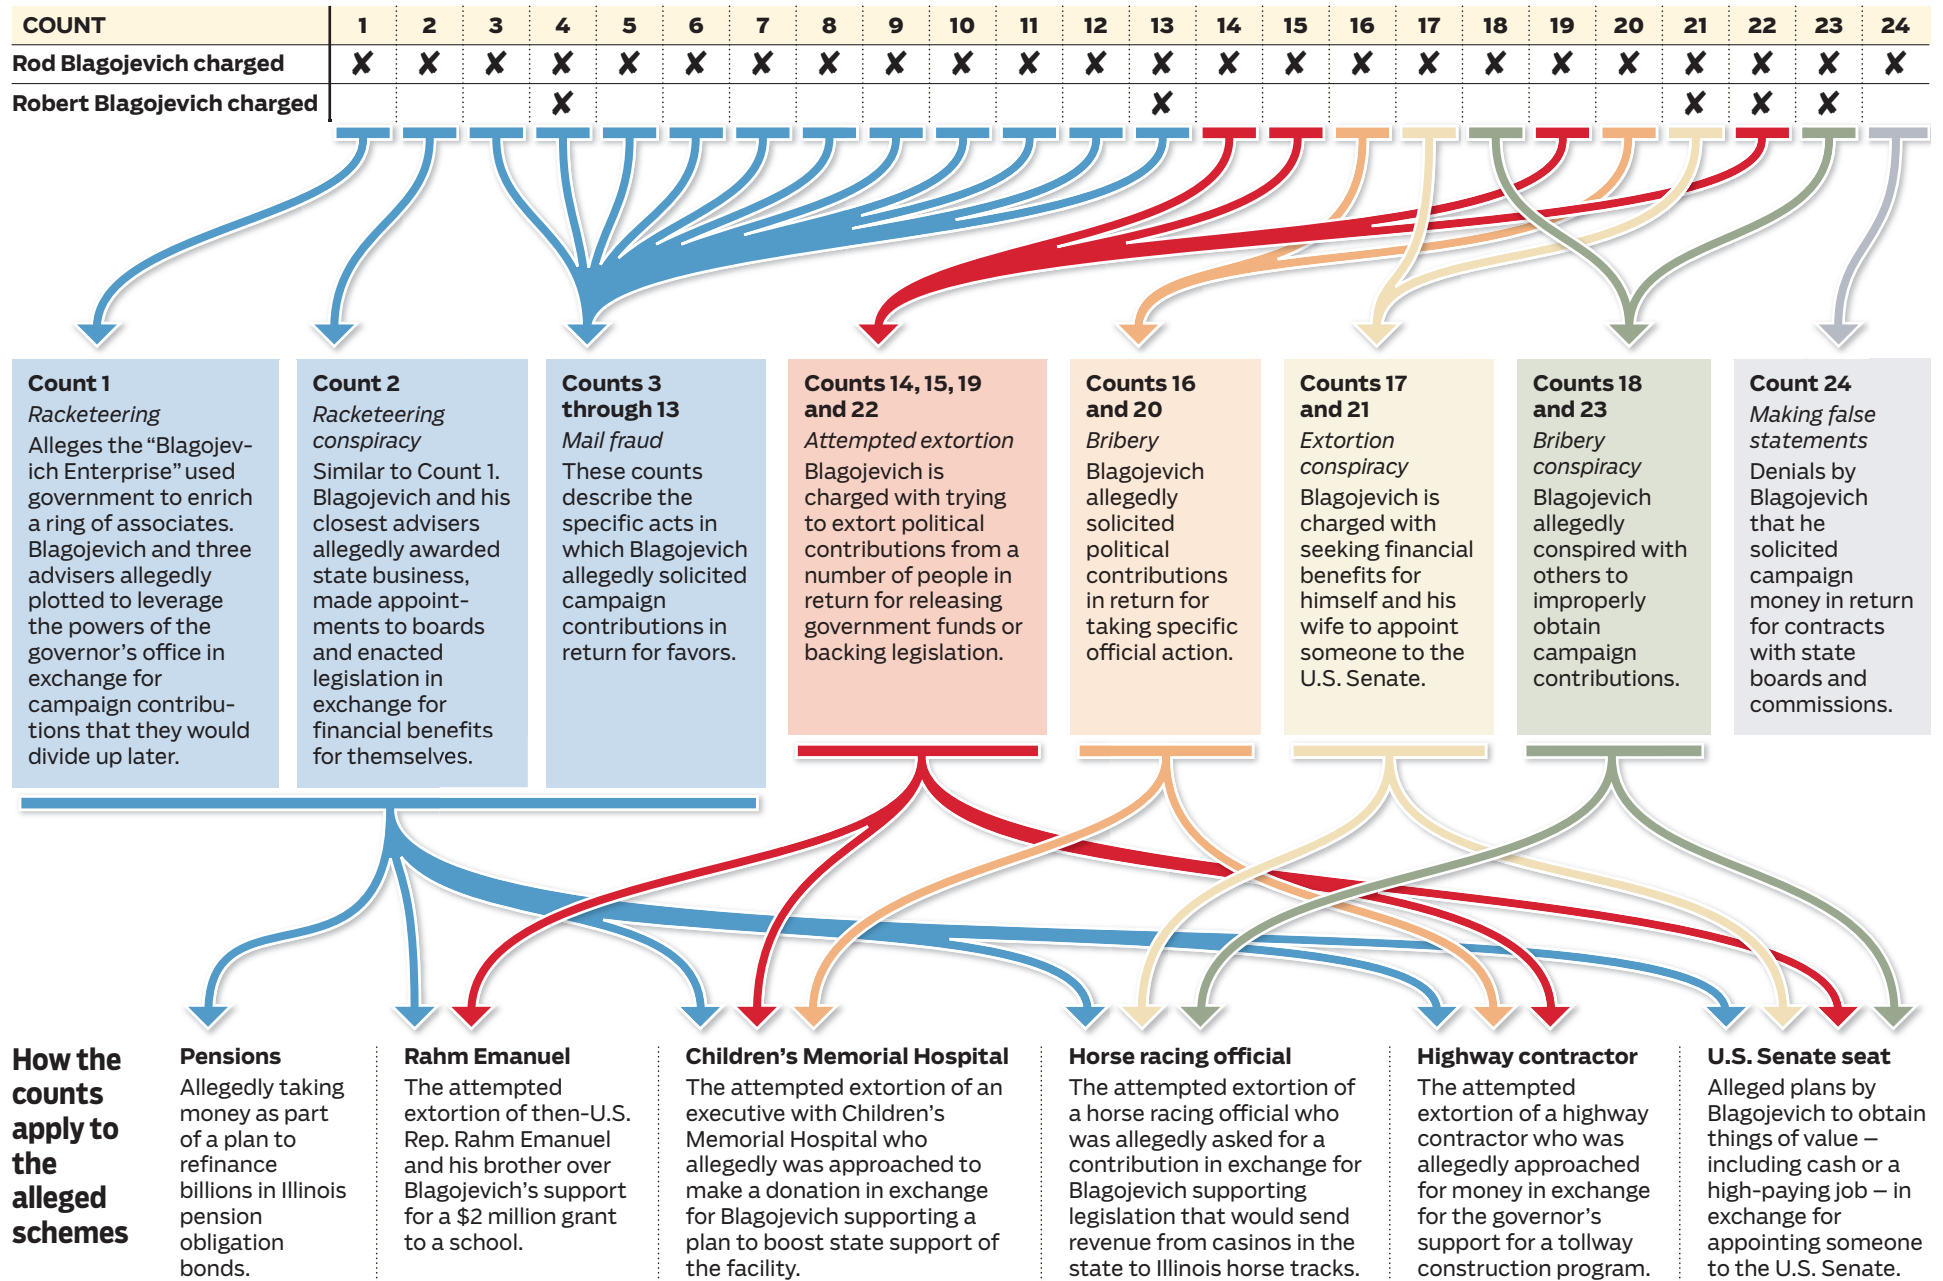 COUNT 1 2 3 4 5 6 7 8 9 10 11 12 13 14 15 16 17 18 19 20 21 22 23 24
Rod Blagojevich charged ✘ ✘ ✘ ✘ ✘ ✘ ✘ ✘ ✘ ✘ ✘ ✘ ✘ ✘ ✘ ✘ ✘ ✘ ✘ ✘ ✘ ✘ ✘ ✘
Robert Blagojevich charged ✘ ✘ ✘ ✘ ✘
Count 1
Racketeering
Alleges the “Blagojev-
ich Enterprise” used
government to enrich
a ring of associates.
Blagojevich and three
advisers allegedly
plotted to leverage
the powers of the
governor’s office in
exchange for
campaign contribu-
tions that they would
divide up later.
Count 2
Racketeering
conspiracy
Similar to Count 1.
Blagojevich and his
closest advisers
allegedly awarded
state business,
made appoint-
ments to boards
and enacted
legislation in
exchange for
financial benefits
for themselves.
Counts 3
through 13
Mail fraud
These counts
describe the
specific acts in
which Blagojevich
allegedly solicited
campaign
contributions in
return for favors.
Counts 14, 15, 19
and 22
Attempted extortion
Blagojevich is
charged with trying
to extort political
contributions from a
number of people in
return for releasing
government funds or
backing legislation.
Counts 16
and 20
Bribery
Blagojevich
allegedly
solicited
political
contributions
in return for
taking specific
official action.
Counts 17
and 21
Extortion
conspiracy
Blagojevich is
charged with
seeking financial
benefits for
himself and his
wife to appoint
someone to the
U.S. Senate.
Counts 18
and 23
Bribery
conspiracy
Blagojevich
allegedly
conspired with
others to
improperly
obtain
campaign
contributions.
Count 24
Making false
statements
Denials by
Blagojevich
that he
solicited
campaign
money in return
for contracts
with state
boards and
commissions.
How the
counts
apply to
the
alleged
schemes
Pensions
Allegedly taking
money as part
of a plan to
refinance
billions in Illinois
pension
obligation
bonds.
Rahm Emanuel
The attempted
extortion of then-U.S.
Rep. Rahm Emanuel
and his brother over
Blagojevich’s support
for a $2 million grant
to a school.
Children’s Memorial Hospital
The attempted extortion of an
executive with Children’s
Memorial Hospital who
allegedly was approached to
make a donation in exchange
for Blagojevich supporting a
plan to boost state support of
the facility.
Horse racing official
The attempted extortion of
a horse racing official who
was allegedly asked for a
contribution in exchange for
Blagojevich supporting
legislation that would send
revenue from casinos in the
state to Illinois horse tracks.
Highway contractor
The attempted
extortion of a highway
contractor who was
allegedly approached
for money in exchange
for the governor’s
support for a tollway
construction program.
U.S. Senate seat
Alleged plans by
Blagojevich to obtain
things of value –
including cash or a
high-paying job – in
exchange for
appointing someone
to the U.S. Senate.